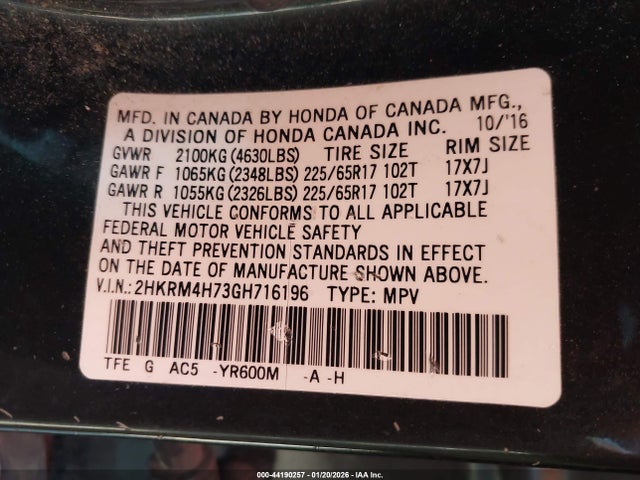 MFD. IN CANADA BY HONDA OF CANADA MFG.,
A DIVISION OF HONDA CANADA INC. 10/'16
GVWR 2100KG (4630LBS) TIRE SIZE RIM SIZE
GAWR F 1065KG (2348LBS) 225/65R17 102T 17X7J
GAWR R 1055KG (2326LBS) 225/65R17 102T 17X7J
THIS VEHICLE CONFORMS TO ALL APPLICABLE
FEDERAL MOTOR VEHICLE SAFETY
AND THEFT PREVENTION STANDARDS IN EFFECT
ON THE DATE OF MANUFACTURE SHOWN ABOVE.
V.I.N.: 2HKRM4H73GH716196 TYPE: MPV
TFE G AC5 -YR600M -A -H
000-44190257 - 01/20/2026 - IAA Inc.